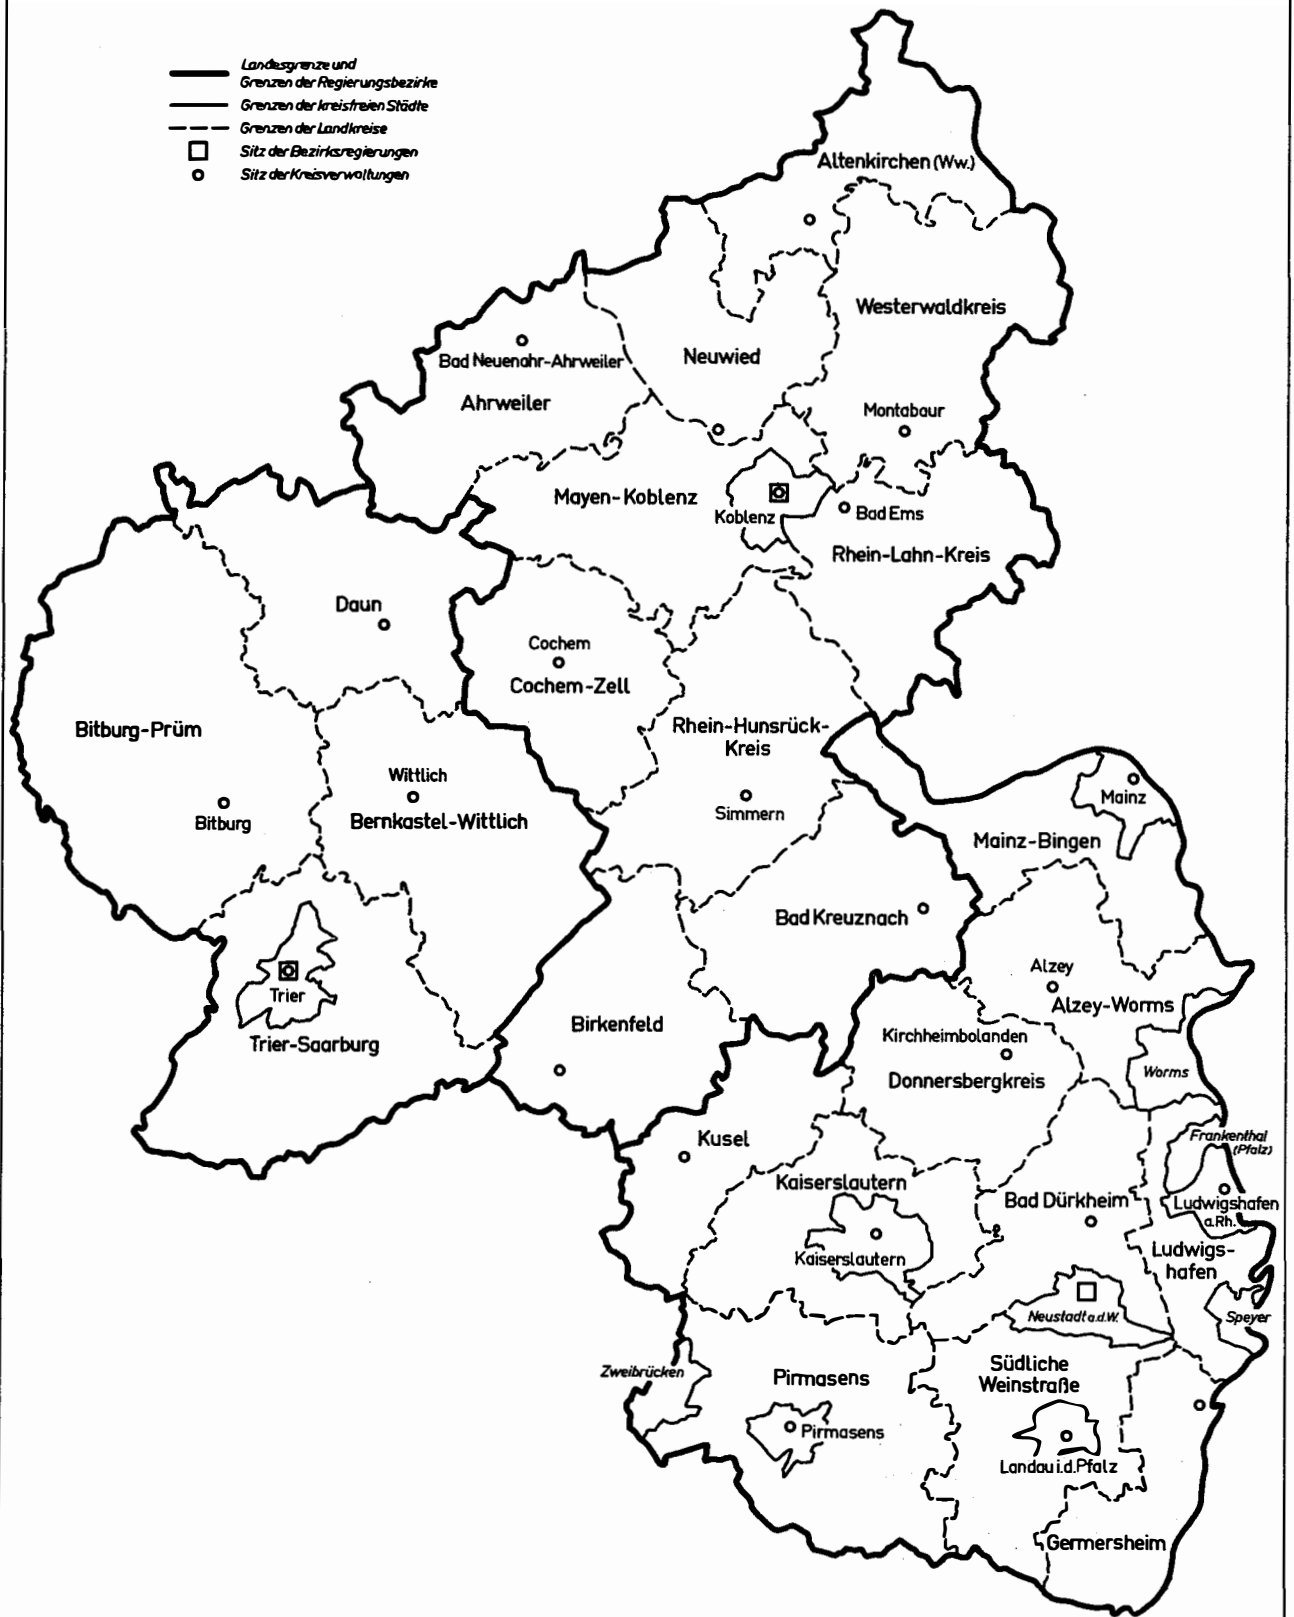 Landesgrenze und
Grenzen der Regierungsbezirke
Grenzen der kreisfreien Städte
Grenzen der Landkreise
Sitz der Bezirksregierungen
Sitz der Kreisverwaltungen
Altenkirchen (Ww.)
Westerwaldkreis
Neuwied
Bad Neuenahr-Ahrweiler
Ahrweiler
Montabaur
Mayen-Koblenz
Koblenz
Bad Ems
Rhein-Lahn-Kreis
Daun
Cochem
Cochem-Zell
Bitburg-Prüm
Rhein-Hunsrück-
Kreis
Wittlich
Bernkastel-Wittlich
Bitburg
Simmern
Mainz
Mainz-Bingen
Bad Kreuznach
Trier
Trier-Saarburg
Alzey
Alzey-Worms
Birkenfeld
Kirchheimbolanden
Donnersbergkreis
Worms
Kusel
Frankenthal
(Pfalz)
Kaiserslautern
Bad Dürkheim
Ludwigshafen
a.Rh.
Kaiserslautern
Ludwigs-
hafen
Neustadt a.d.W.
Speyer
Zweibrücken
Pirmasens
Südliche
Weinstraße
Pirmasens
Landau i.d.Pfalz
Germersheim